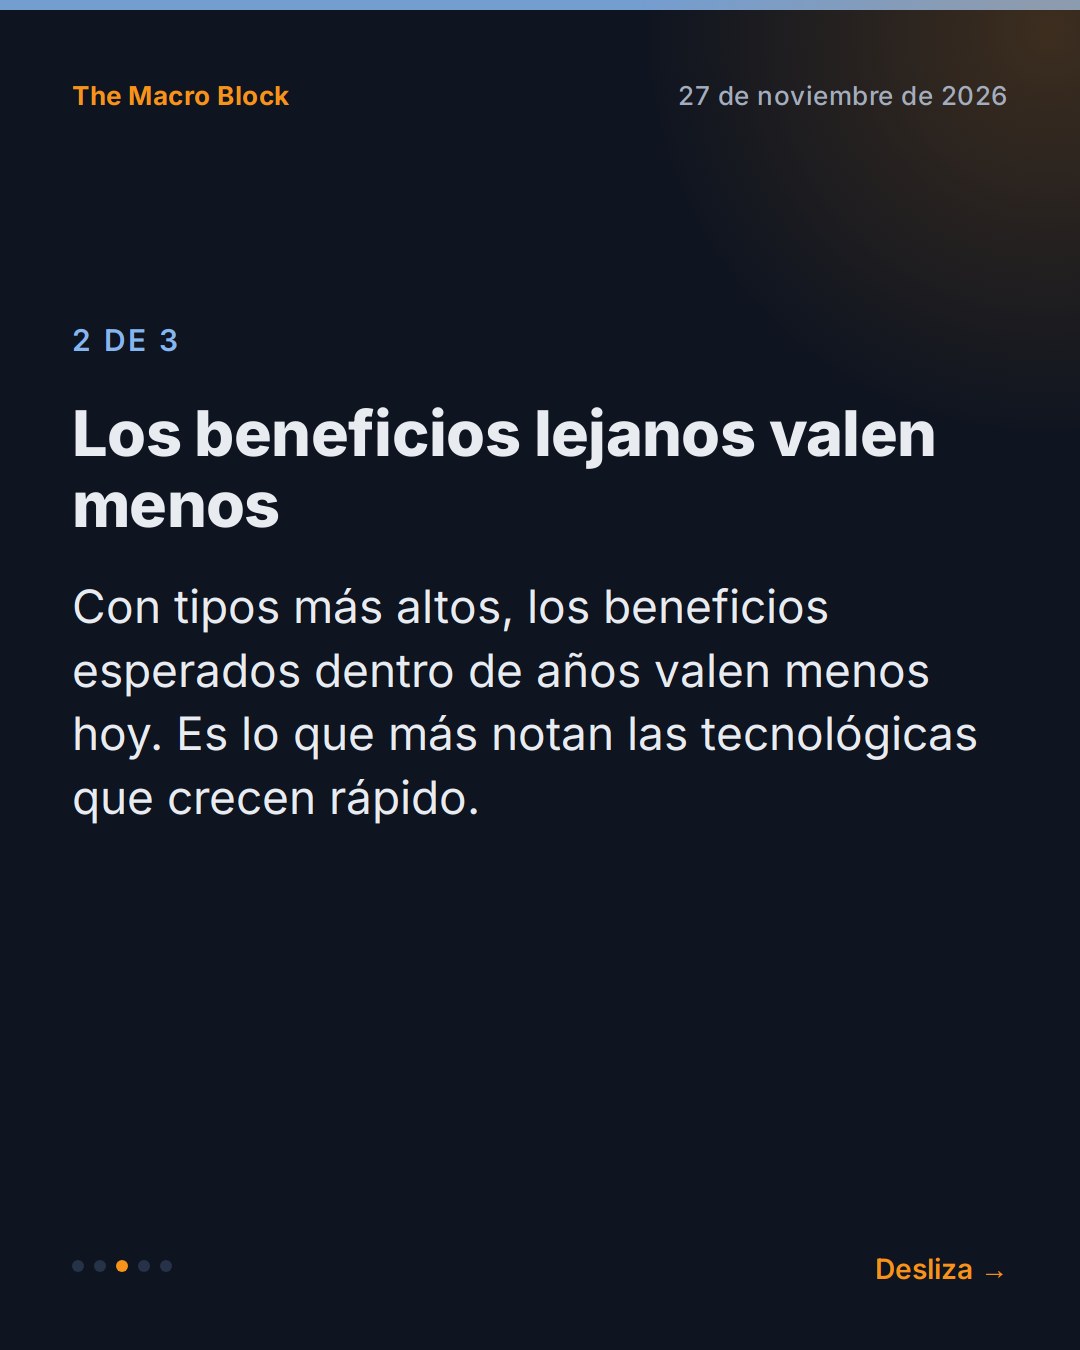 The Macro Block
27 de noviembre de 2026
2 DE 3
Los beneficios lejanos valen
menos
Con tipos más altos, los beneficios
esperados dentro de años valen menos
hoy. Es lo que más notan las tecnológicas
que crecen rápido.
Desliza →